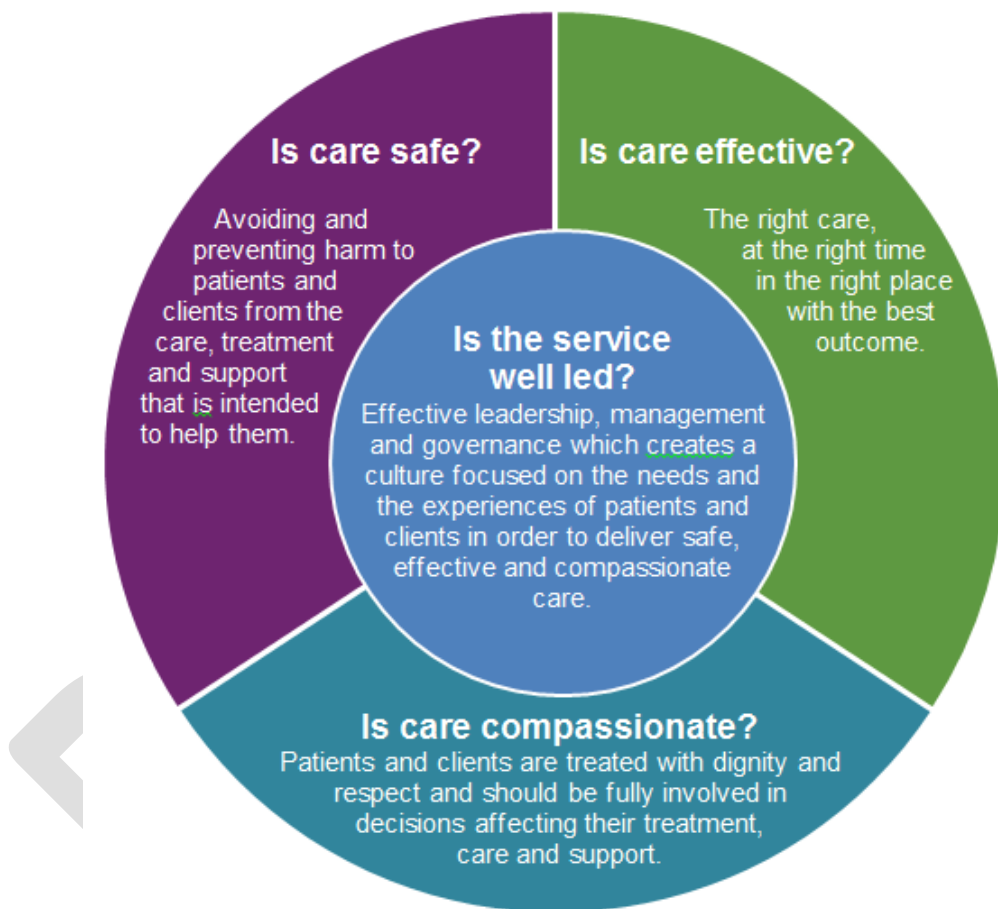 Is care safe?
Avoiding and
preventing harm to
patients and
clients from the
care, treatment
and support
that is intended
to help them.
Is care effective?
The right care,
at the right time
in the right place
with the best
outcome.
Is the service
well led?
Effective leadership, management
and governance which creates a
culture focused on the needs and
the experiences of patients and
clients in order to deliver safe,
effective and compassionate
care.
Is care compassionate?
Patients and clients are treated with dignity and
respect and should be fully involved in
decisions affecting their treatment,
care and support.